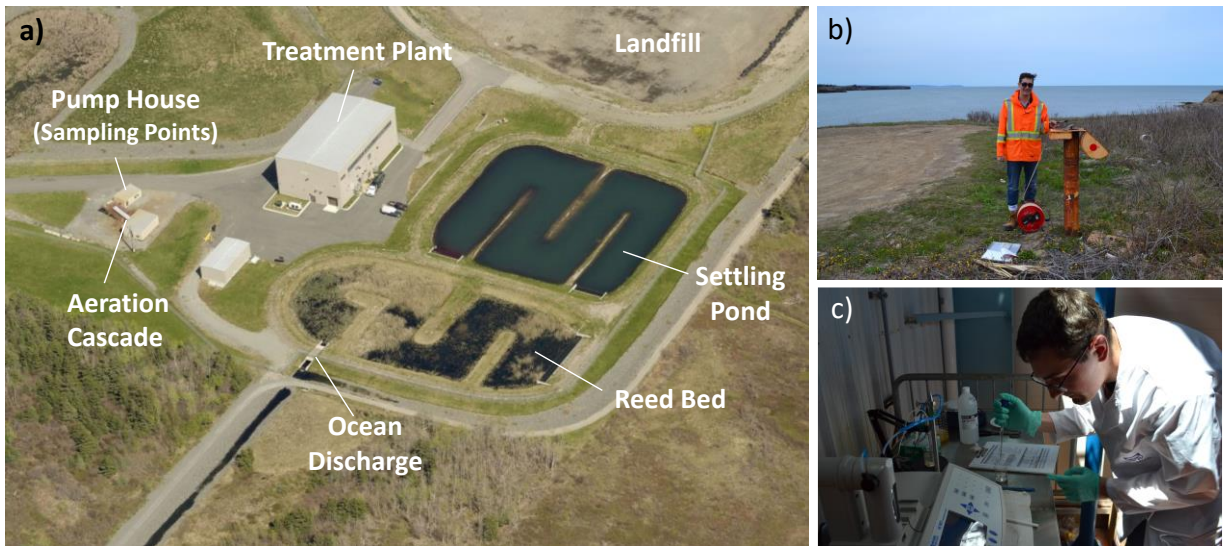 a)
Treatment Plant
Landfill
Pump House
(Sampling Points)
Aeration
Cascade
Settling
Pond
Reed Bed
Ocean
Discharge
b)
c)